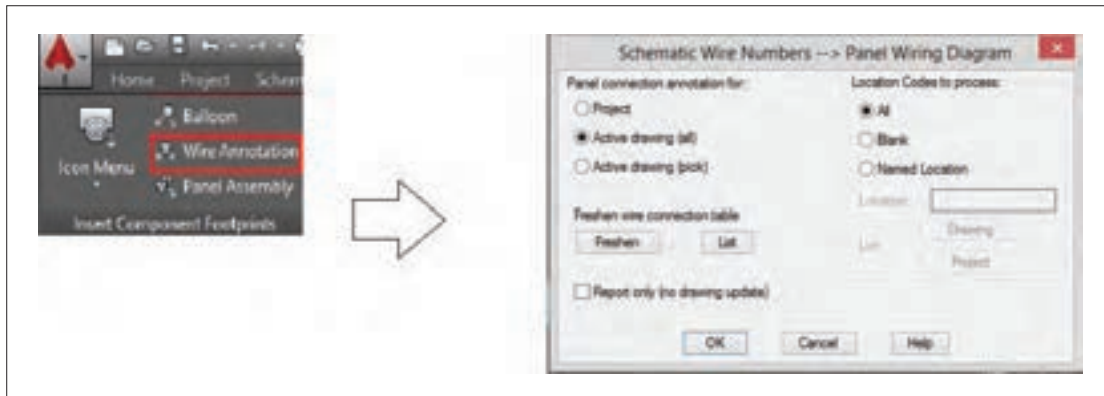 Home Project Schem
Balloon
Wire Annotation
Icon Menu
Panel Assembly
Insert Component Footprints
Schematic Wire Numbers --> Panel Wiring Diagram
Panel connection annotation for:
Project
Active drawing (all)
Active drawing (pick)
Freshen wire connection table
Freshen List
Report only (no drawing update)
Location Codes to process:
All
Blank
Named Location
Location:
List:
Drawing
Project
OK Cancel Help